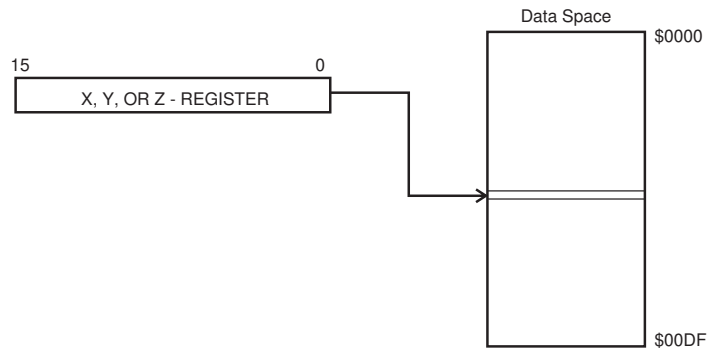 Data Space
$0000
15 0
X, Y, OR Z - REGISTER
$00DF